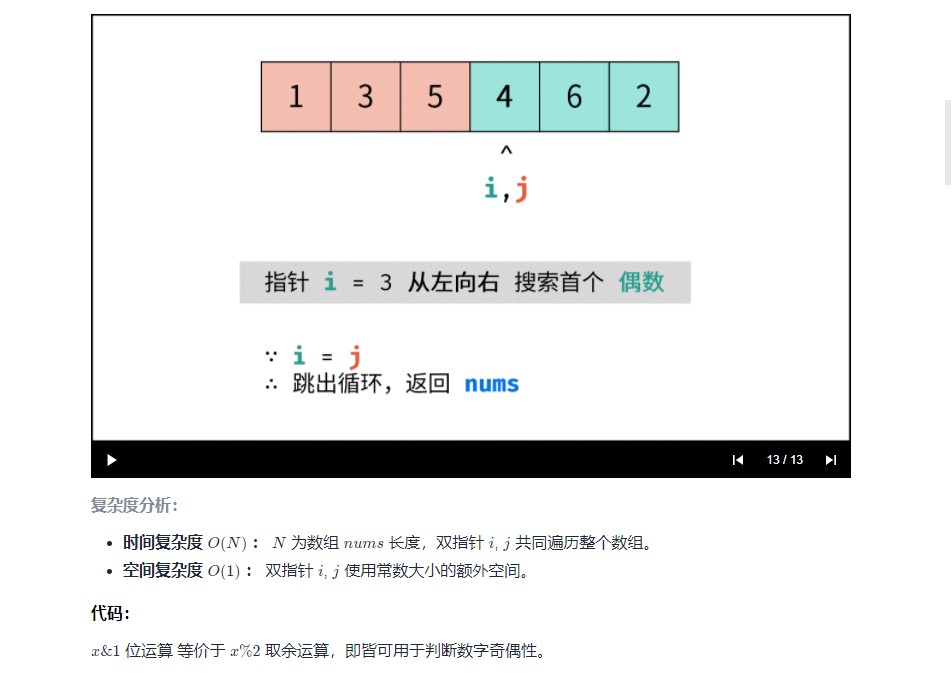 1 3 5 4 6 2
^
i,j
指针 i = 3 从左向右 搜索首个 偶数
∵ i = j
∴ 跳出循环，返回 nums
13 / 13
复杂度分析：
• 时间复杂度 O(N)： N 为数组 nums 长度，双指针 i, j 共同遍历整个数组。
• 空间复杂度 O(1)： 双指针 i, j 使用常数大小的额外空间。
代码：
x&1 位运算 等价于 x%2 取余运算，即皆可用于判断数字奇偶性。